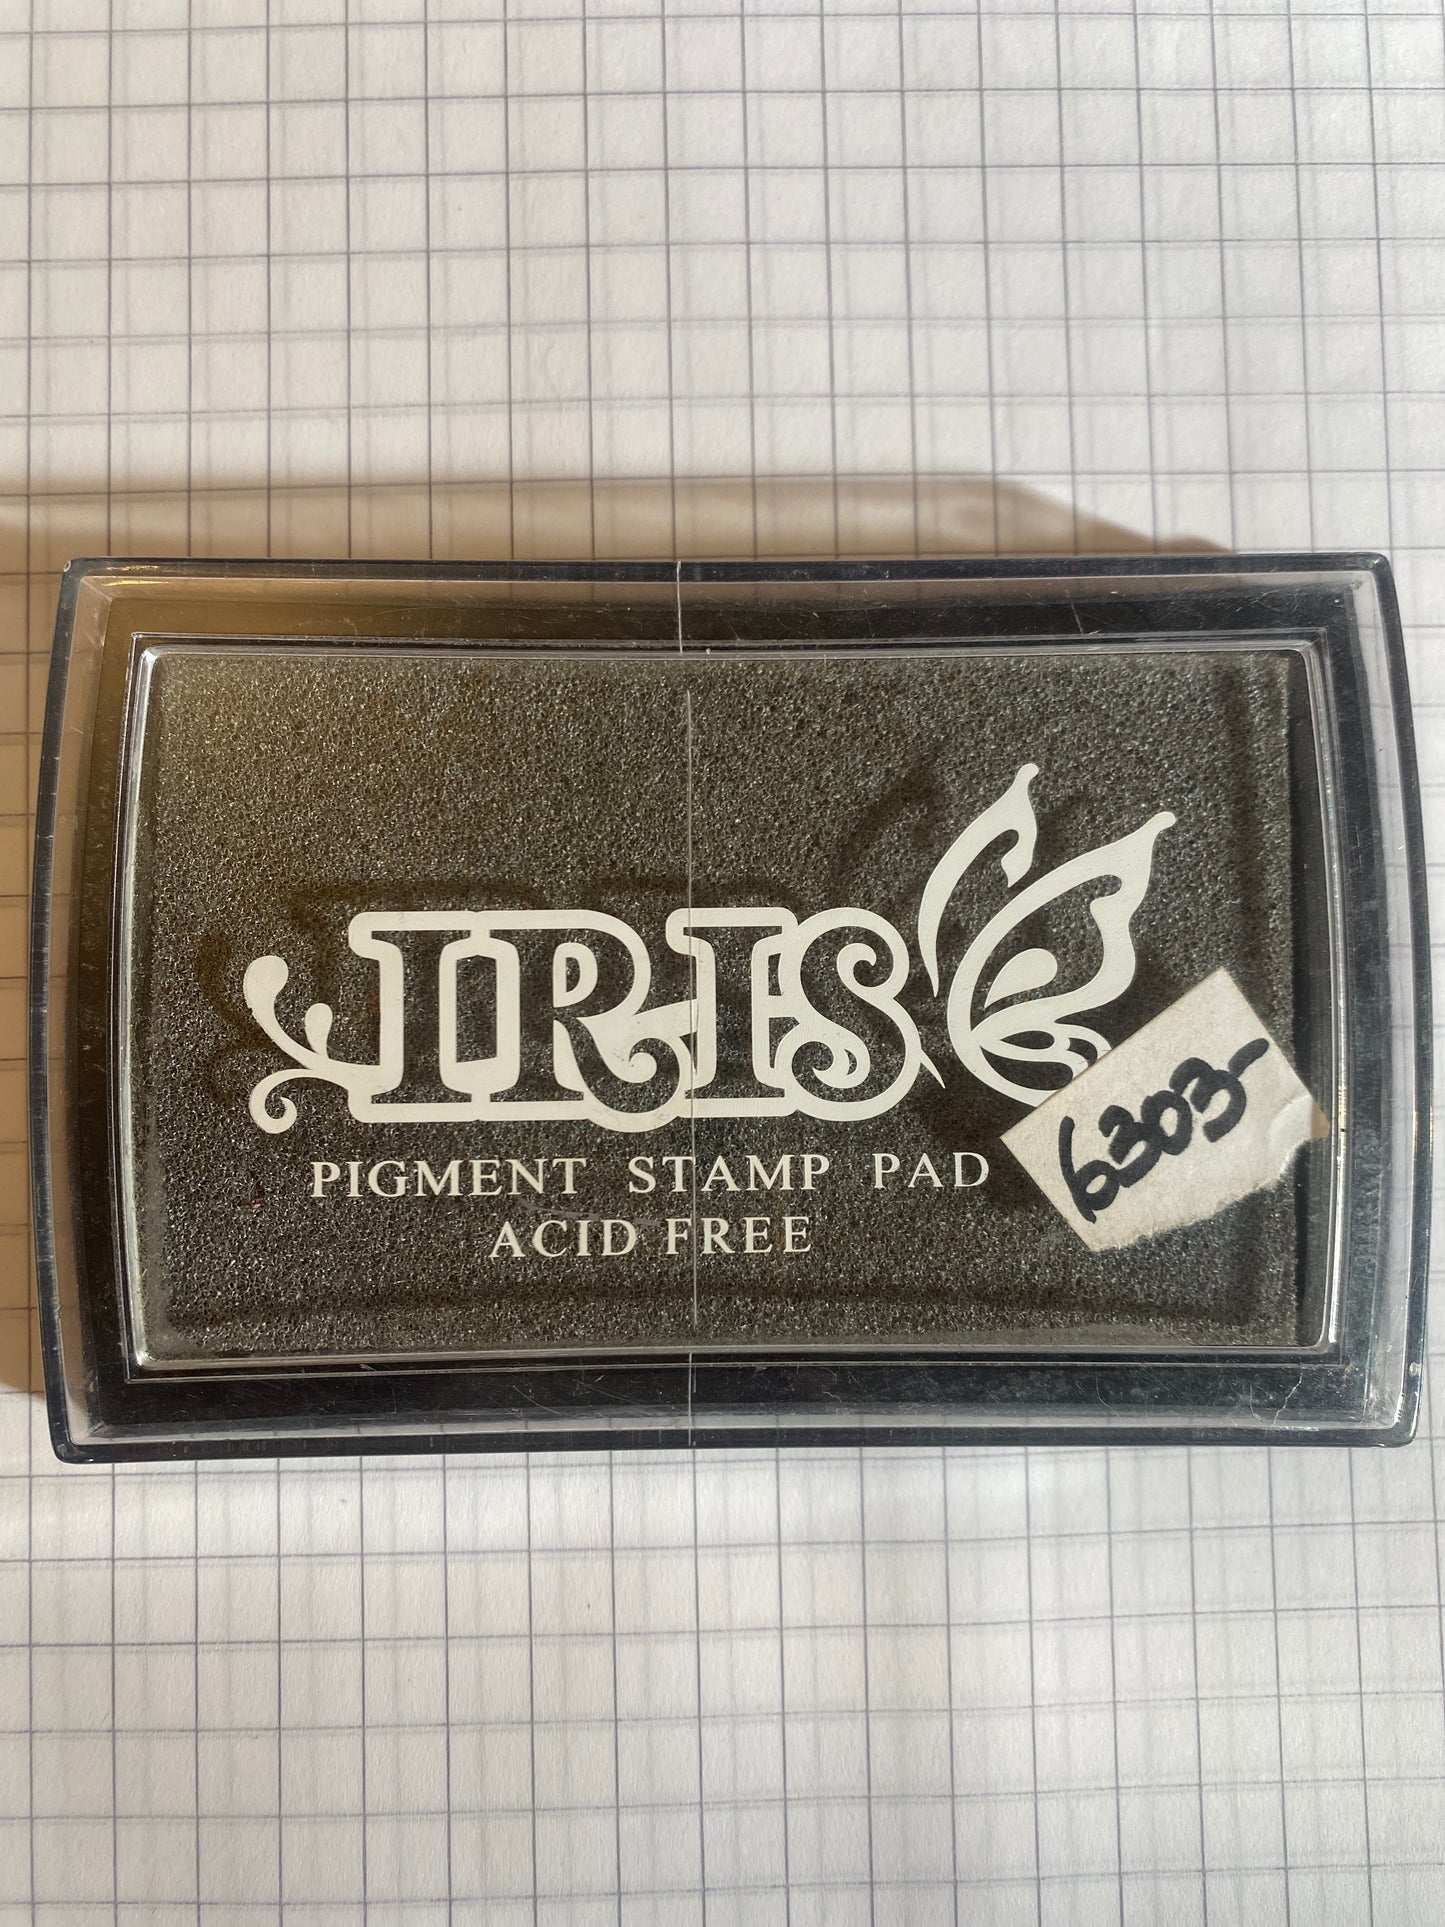 IRIS
PIGMENT STAMP PAD
ACID FREE
6303-